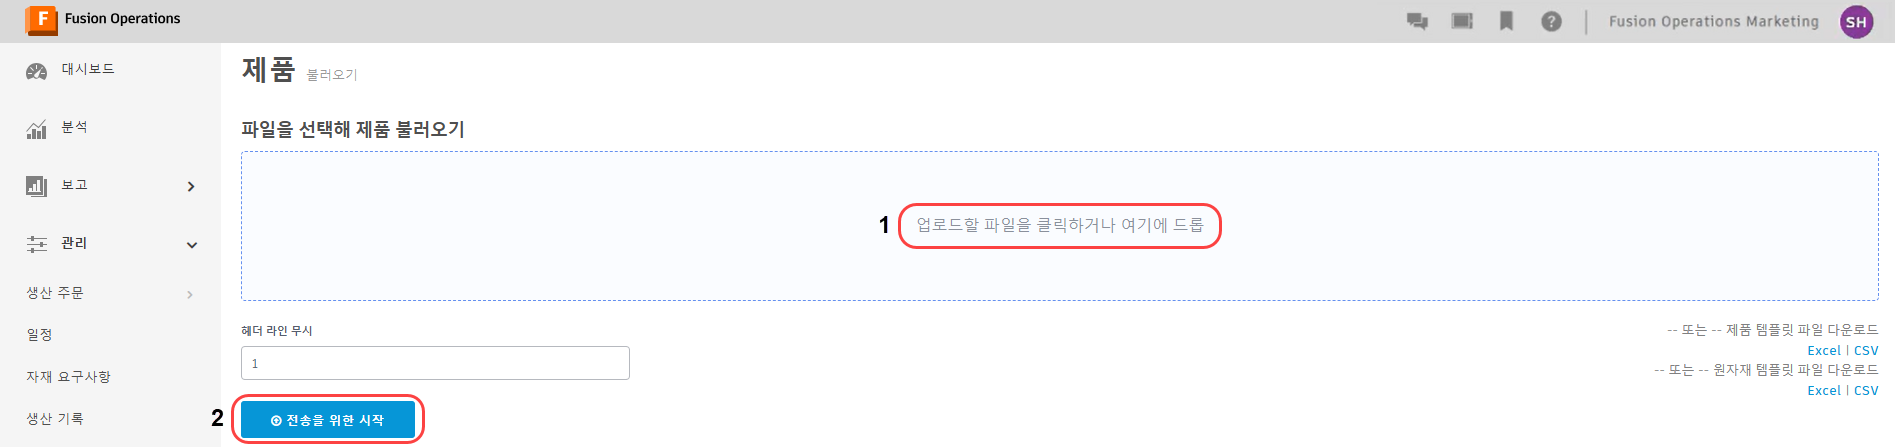 F Fusion Operations
? Fusion Operations Marketing SH
대시보드
분석
보고
관리
생산 주문
일정
자재 요구사항
생산 기록
제품 불러오기
파일을 선택해 제품 불러오기
1 업로드할 파일을 클릭하거나 여기에 드롭
헤더 라인 무시
1
-- 또는 -- 제품 템플릿 파일 다운로드
Excel | CSV
-- 또는 -- 원자재 템플릿 파일 다운로드
Excel | CSV
2 전송을 위한 시작